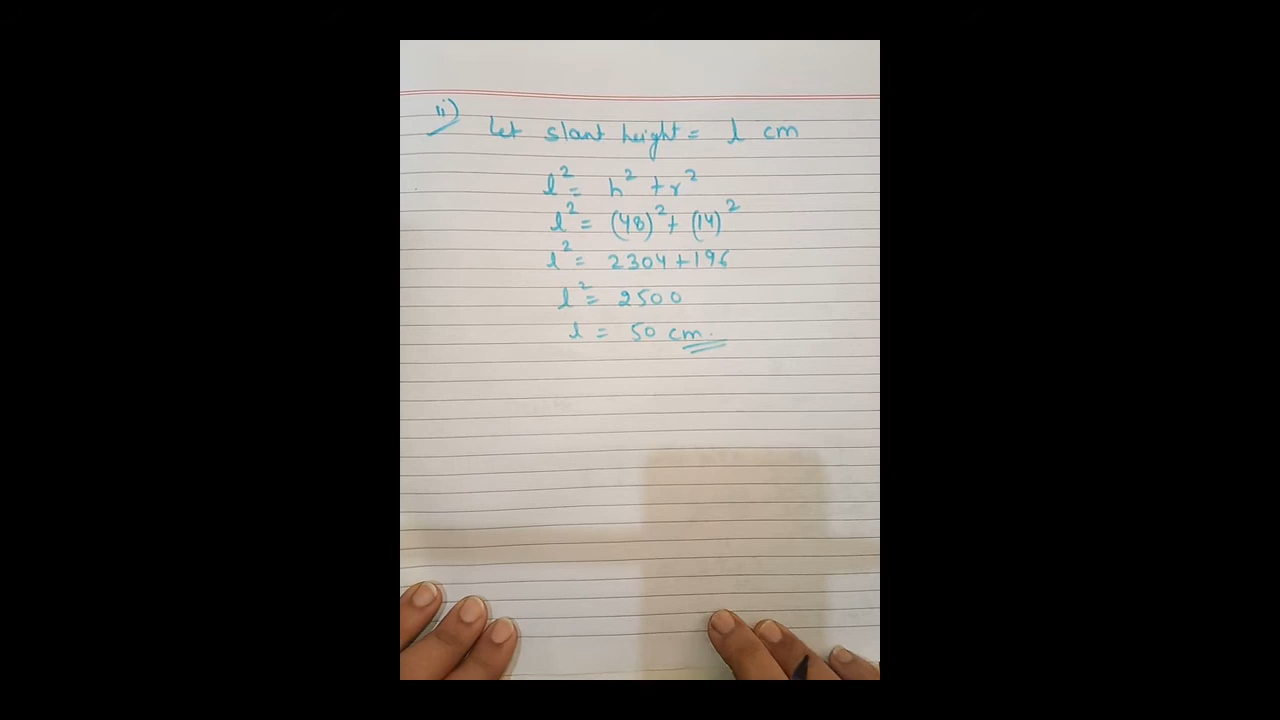 ii) Let slant height = l cm
l² = h² + r²
l² = (48)² + (14)²
l² = 2304 + 196
l² = 2500
l = 50 cm.